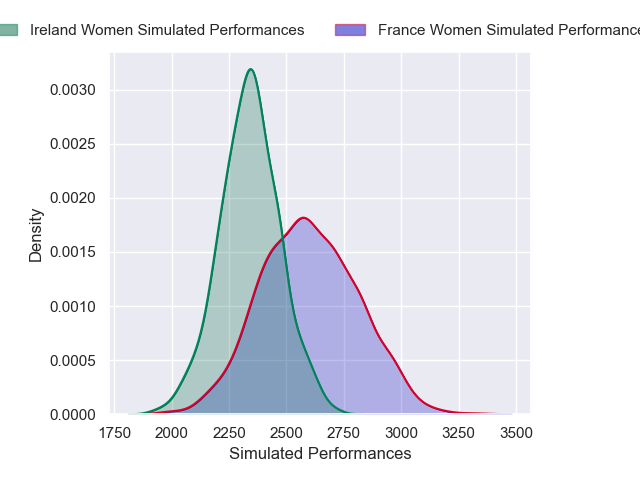 Ireland Women Simulated Performances
France Women Simulated Performance
0.0030
0.0025
0.0020
0.0015
0.0010
0.0005
0.0000
Density
1750 2000 2250 2500 2750 3000 3250 3500
Simulated Performances